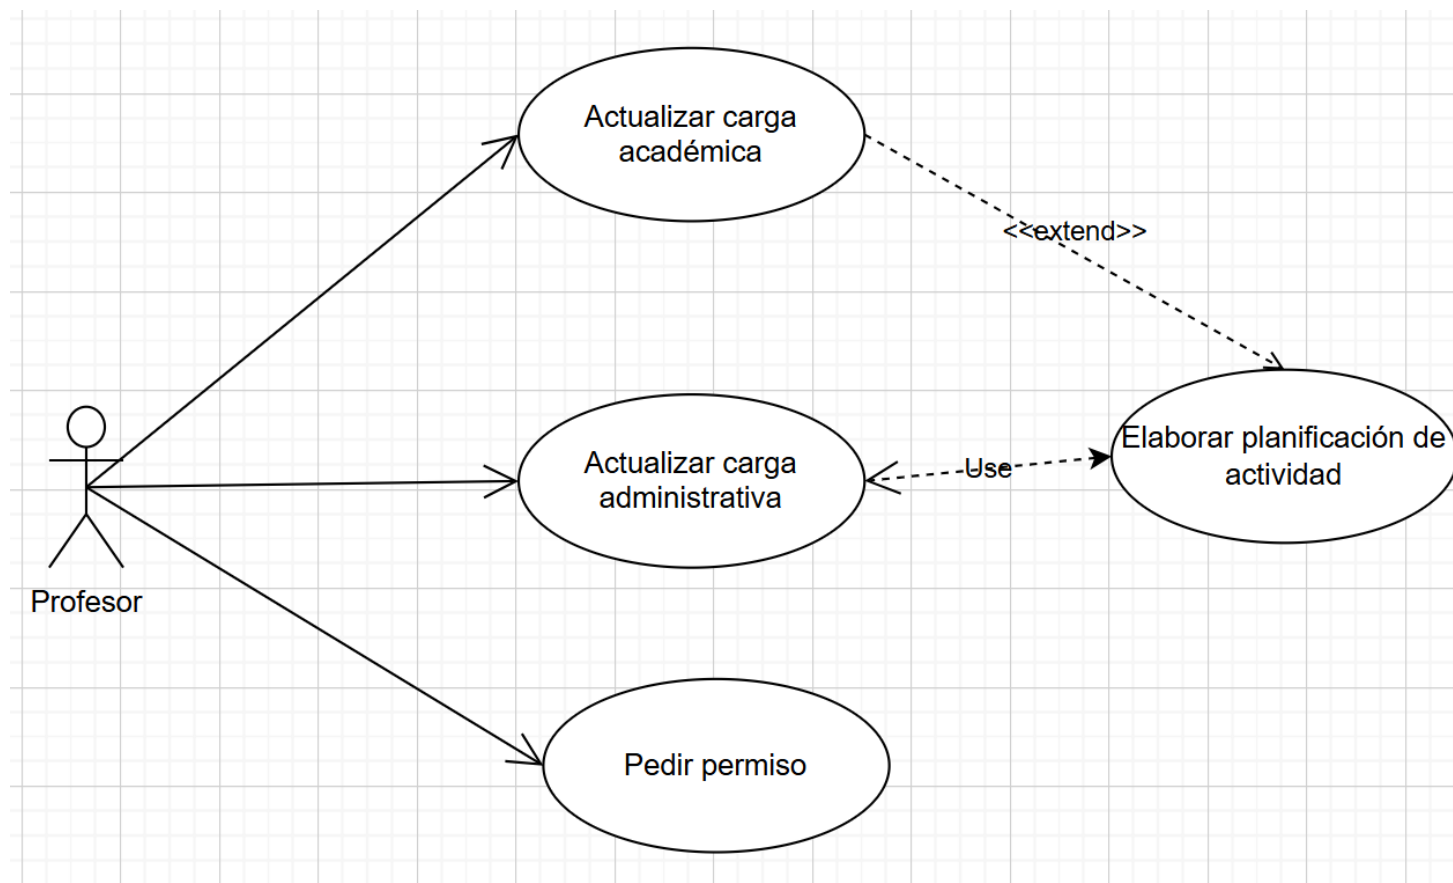 Actualizar carga
académica
<<extend>>
Elaborar planificación de
actividad
Actualizar carga
administrativa
Use
Profesor
Pedir permiso